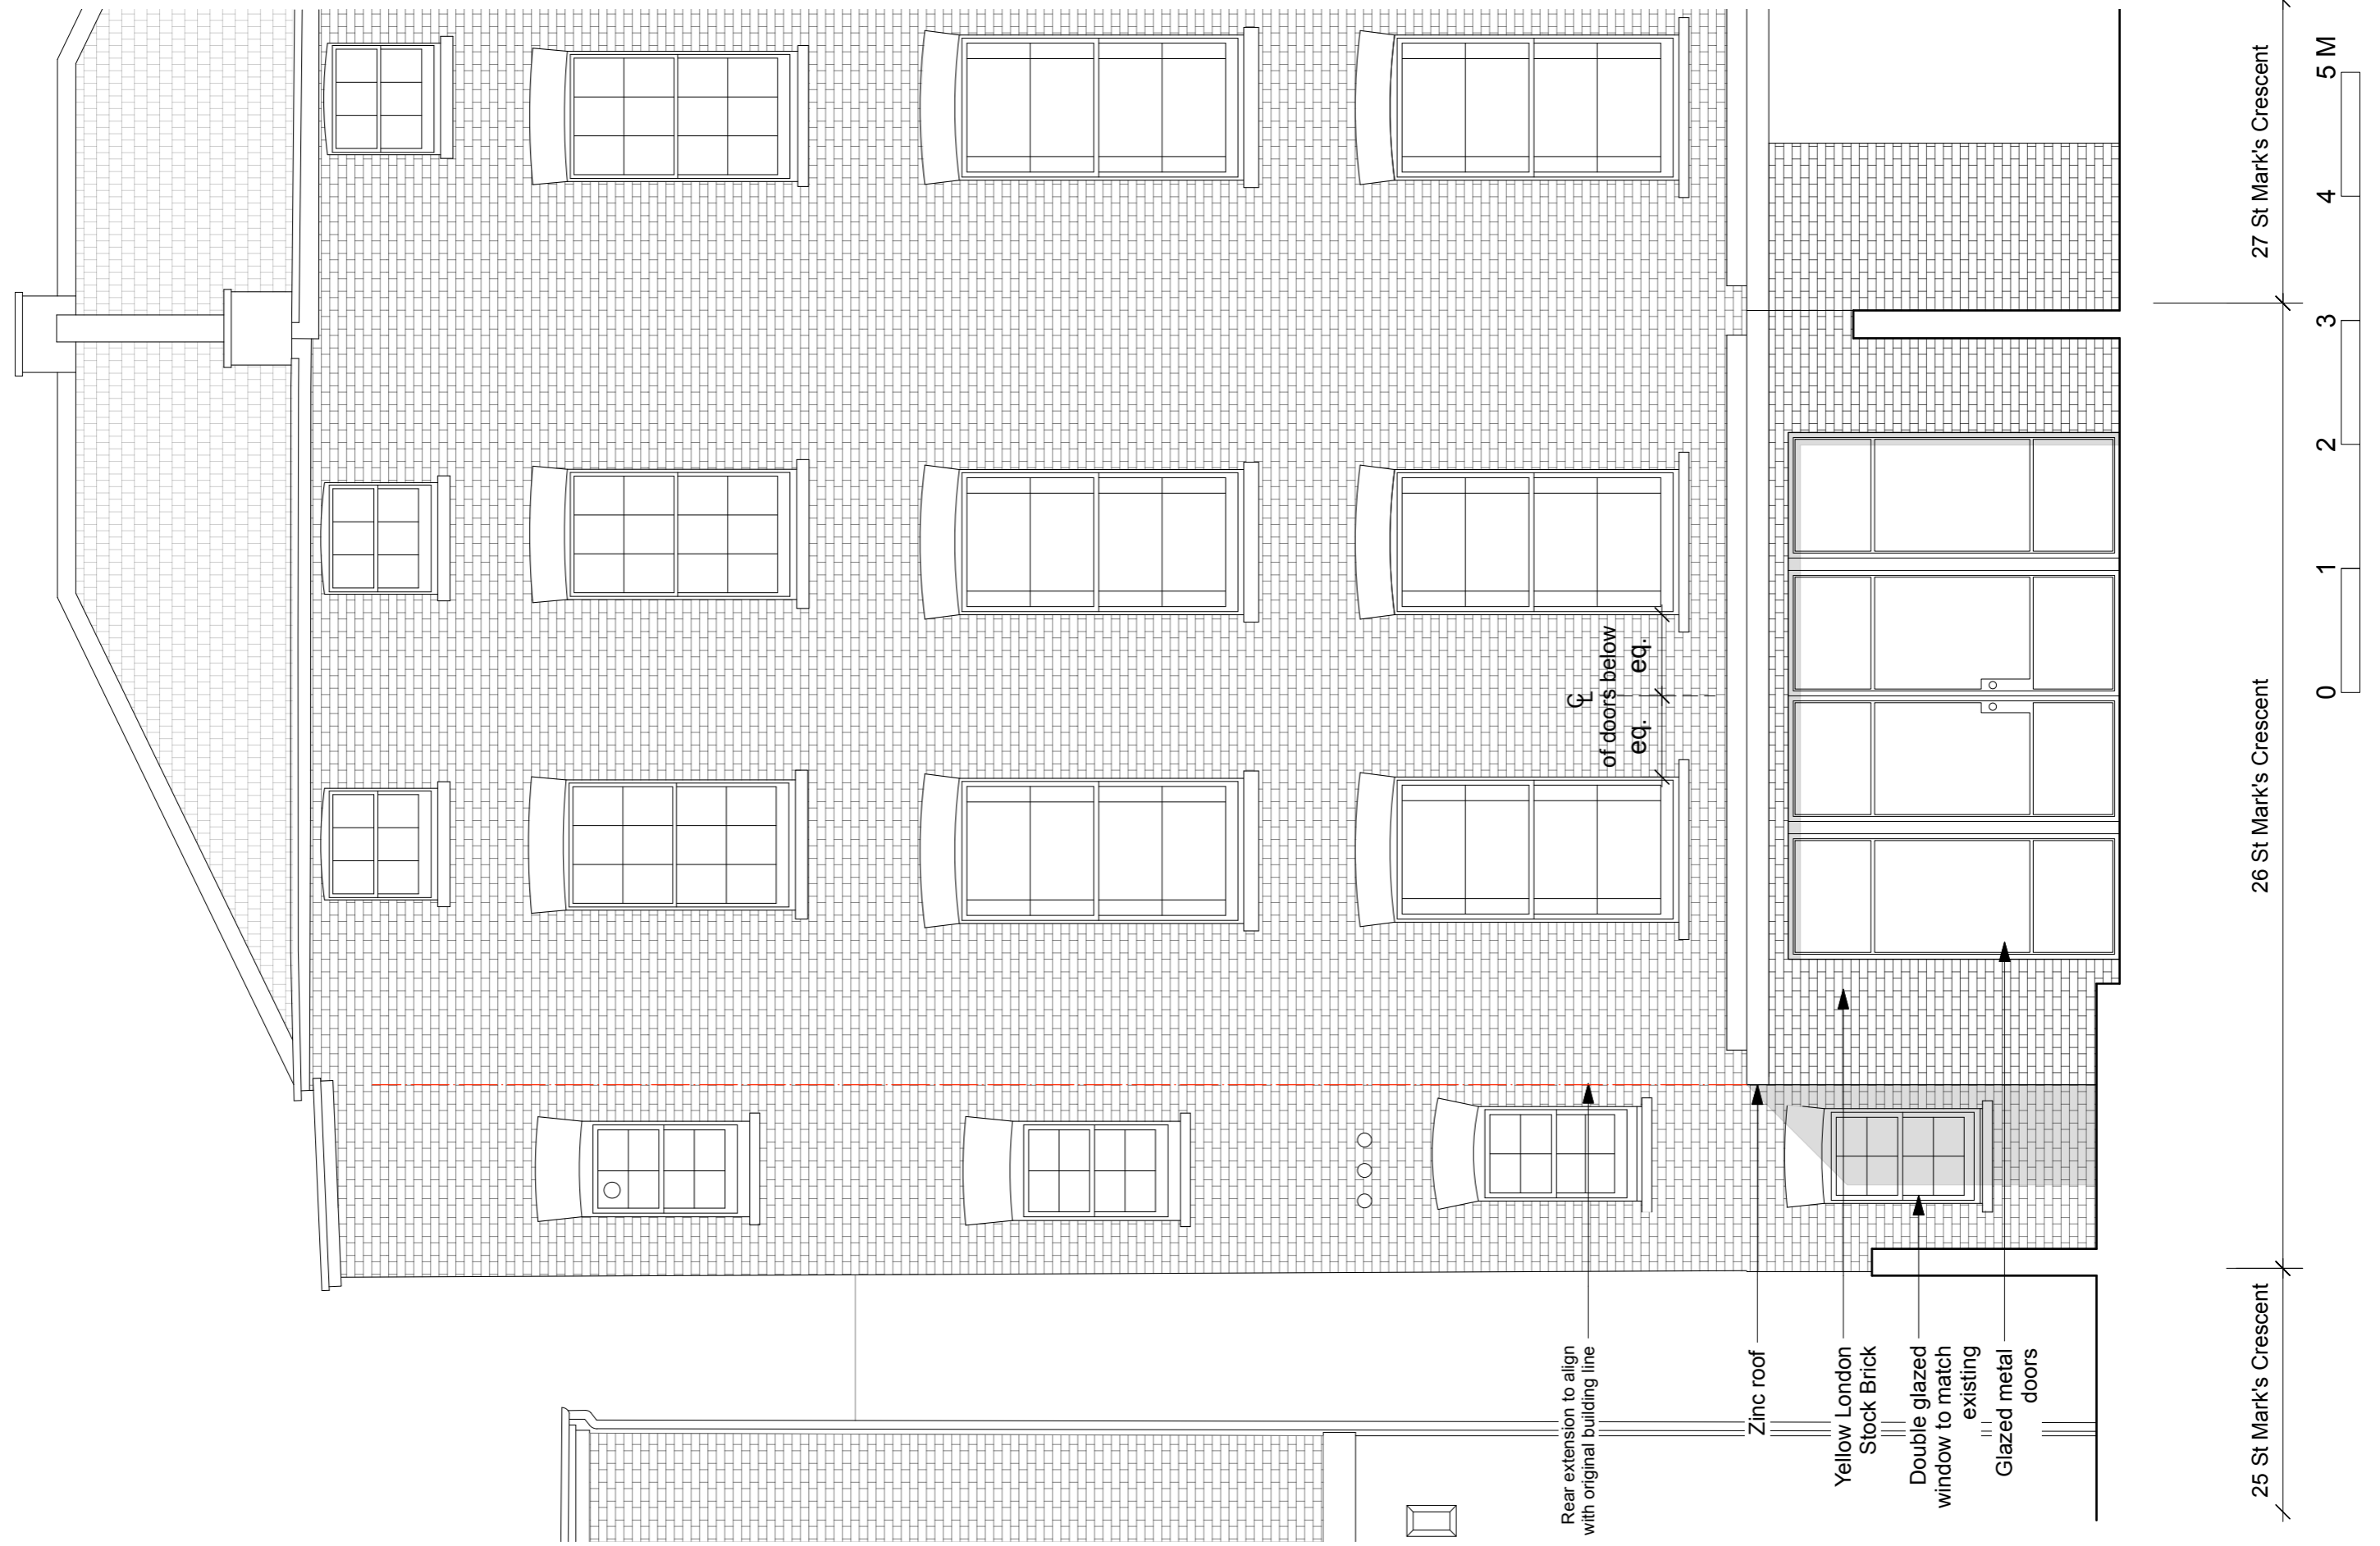 ℄
of doors below
eq.
eq.
Rear extension to align
with original building line
Zinc roof
Yellow London
Stock Brick
Double glazed
window to match
existing
Glazed metal
doors
25 St Mark's Crescent
26 St Mark's Crescent
27 St Mark's Crescent
0 1 2 3 4 5 M